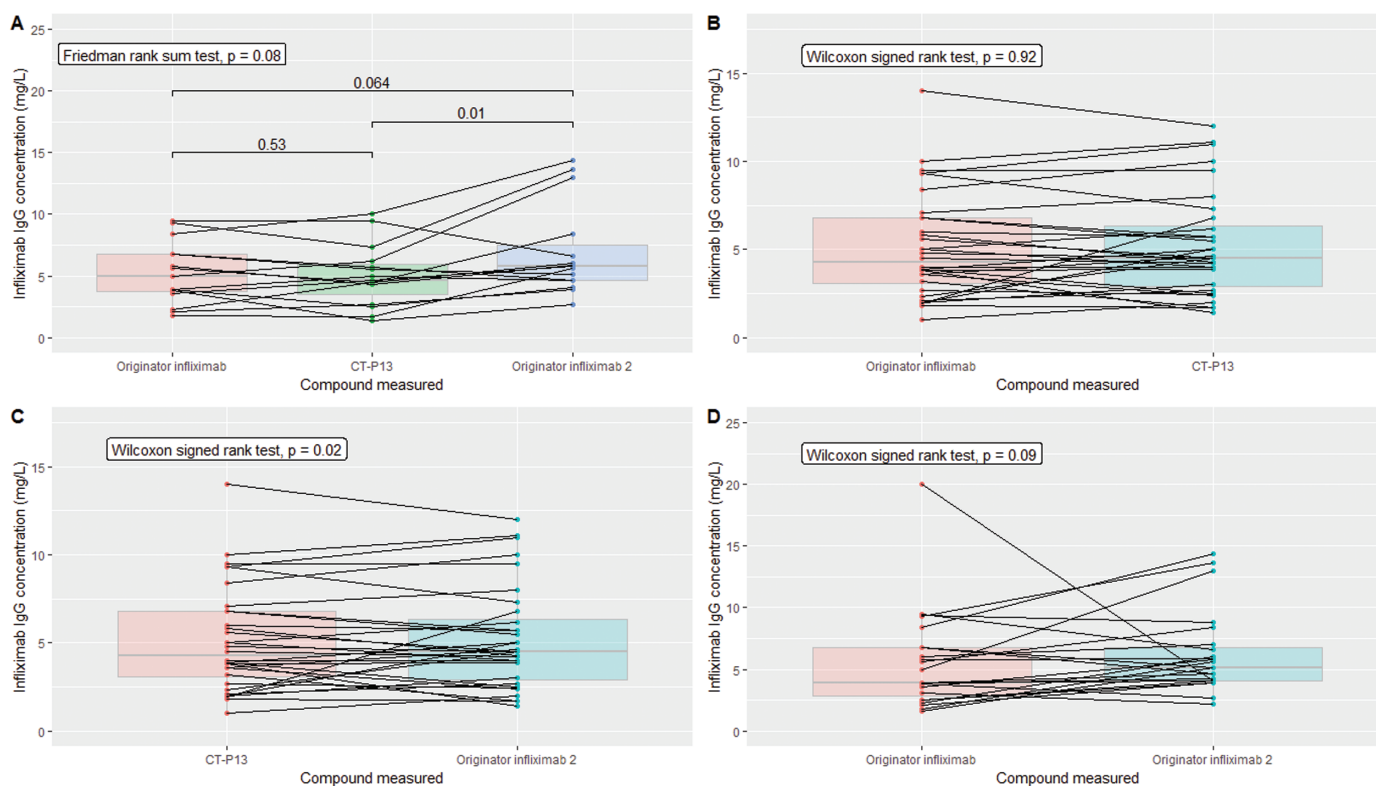 A
Infliximab IgG concentration (mg/L)
25
20
15
10
5
0
Friedman rank sum test, p = 0.08
0.064
0.01
0.53
Originator infliximab
CT-P13
Originator infliximab 2
Compound measured
B
Infliximab IgG concentration (mg/L)
15
10
5
0
Wilcoxon signed rank test, p = 0.92
Originator infliximab
CT-P13
Compound measured
C
Infliximab IgG concentration (mg/L)
15
10
5
0
Wilcoxon signed rank test, p = 0.02
CT-P13
Originator infliximab 2
Compound measured
D
Infliximab IgG concentration (mg/L)
25
20
15
10
5
0
Wilcoxon signed rank test, p = 0.09
Originator infliximab
Originator infliximab 2
Compound measured